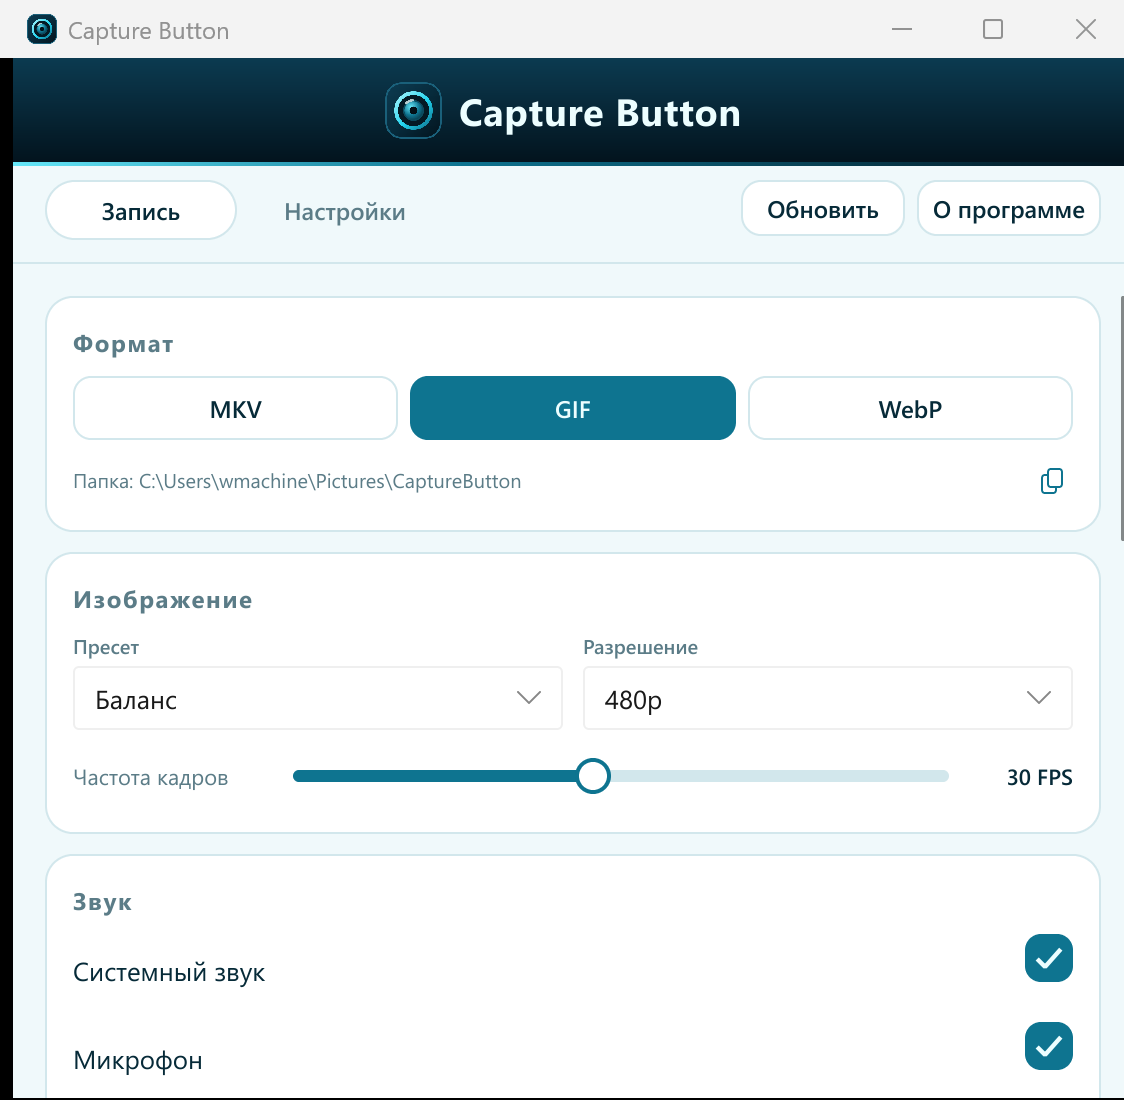 Capture Button
Capture Button
Запись
Настройки
Обновить
О программе
Формат
MKV
GIF
WebP
Папка: C:\Users\wmachine\Pictures\CaptureButton
Изображение
Пресет
Разрешение
Баланс
480p
Частота кадров
30 FPS
Звук
Системный звук
Микрофон